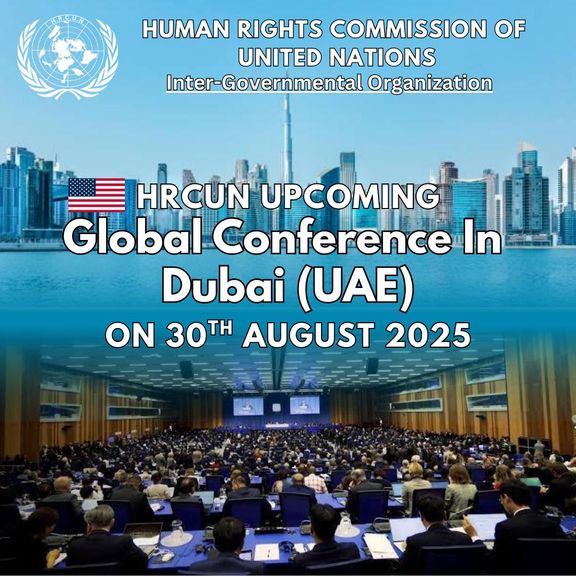 H R C U N
HUMAN RIGHTS COMMISSION OF
UNITED NATIONS
Inter-Governmental Organization
HRCUN UPCOMING
Global Conference In
Dubai (UAE)
ON 30TH AUGUST 2025